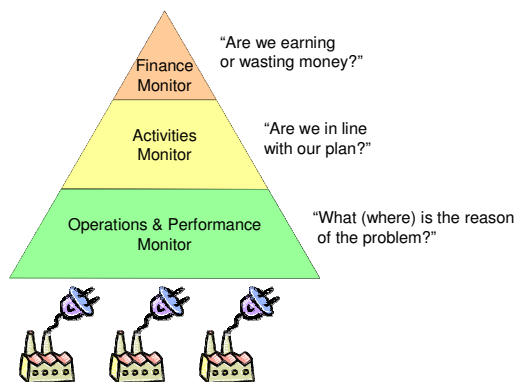 Finance
Monitor
“Are we earning
or wasting money?”
Activities
Monitor
“Are we in line
with our plan?”
Operations & Performance
Monitor
“What (where) is the reason
of the problem?”